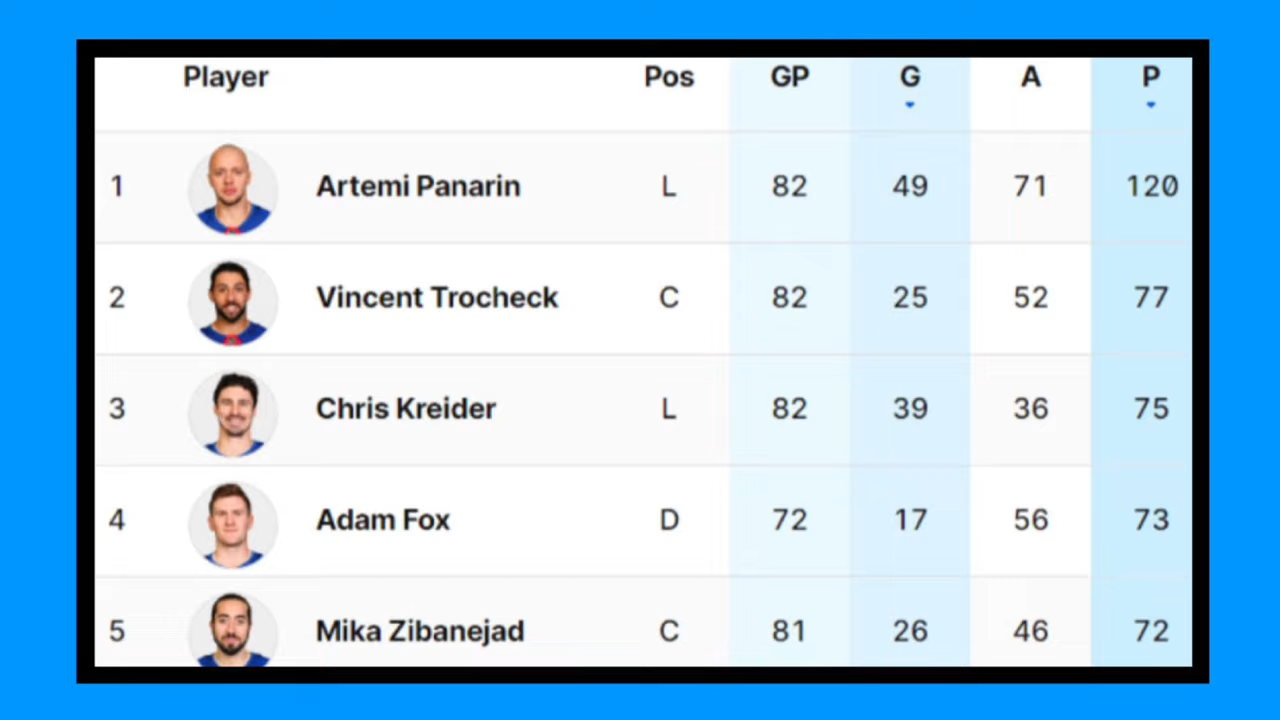 Player Pos GP G A P
1 Artemi Panarin L 82 49 71 120
2 Vincent Trocheck C 82 25 52 77
3 Chris Kreider L 82 39 36 75
4 Adam Fox D 72 17 56 73
5 Mika Zibanejad C 81 26 46 72